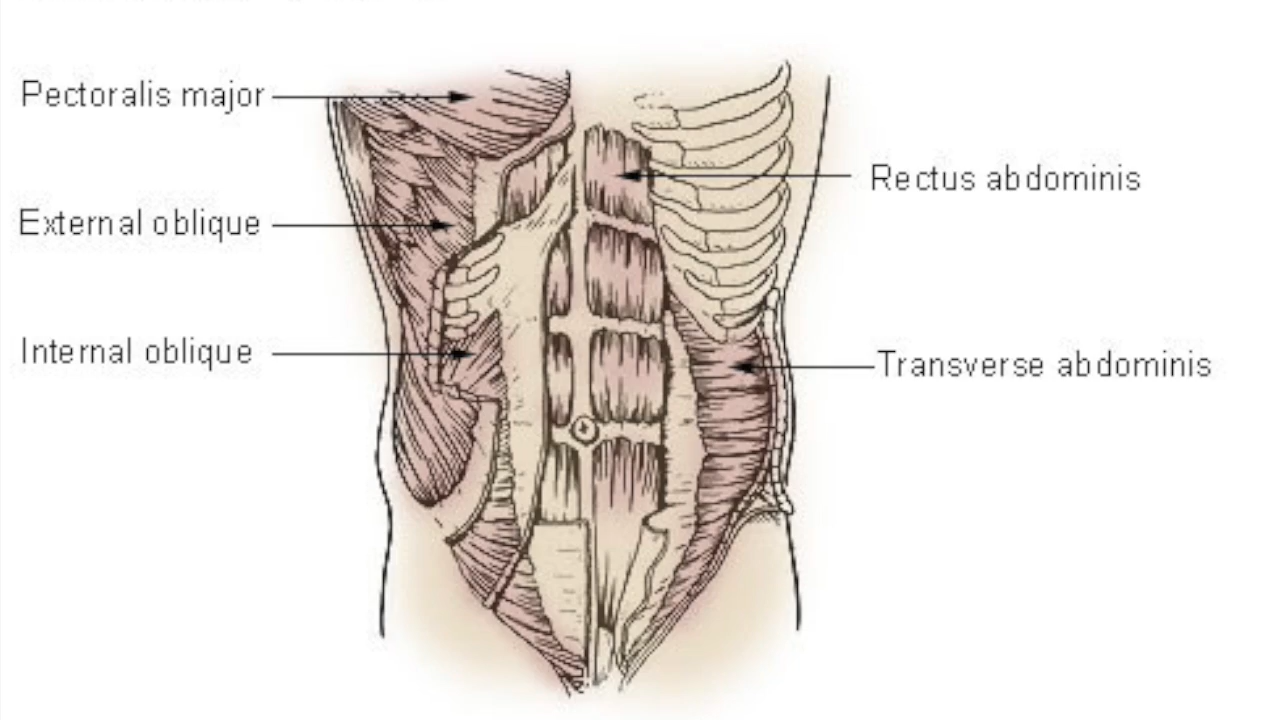 Pectoralis major
Rectus abdominis
External oblique
Internal oblique
Transverse abdominis